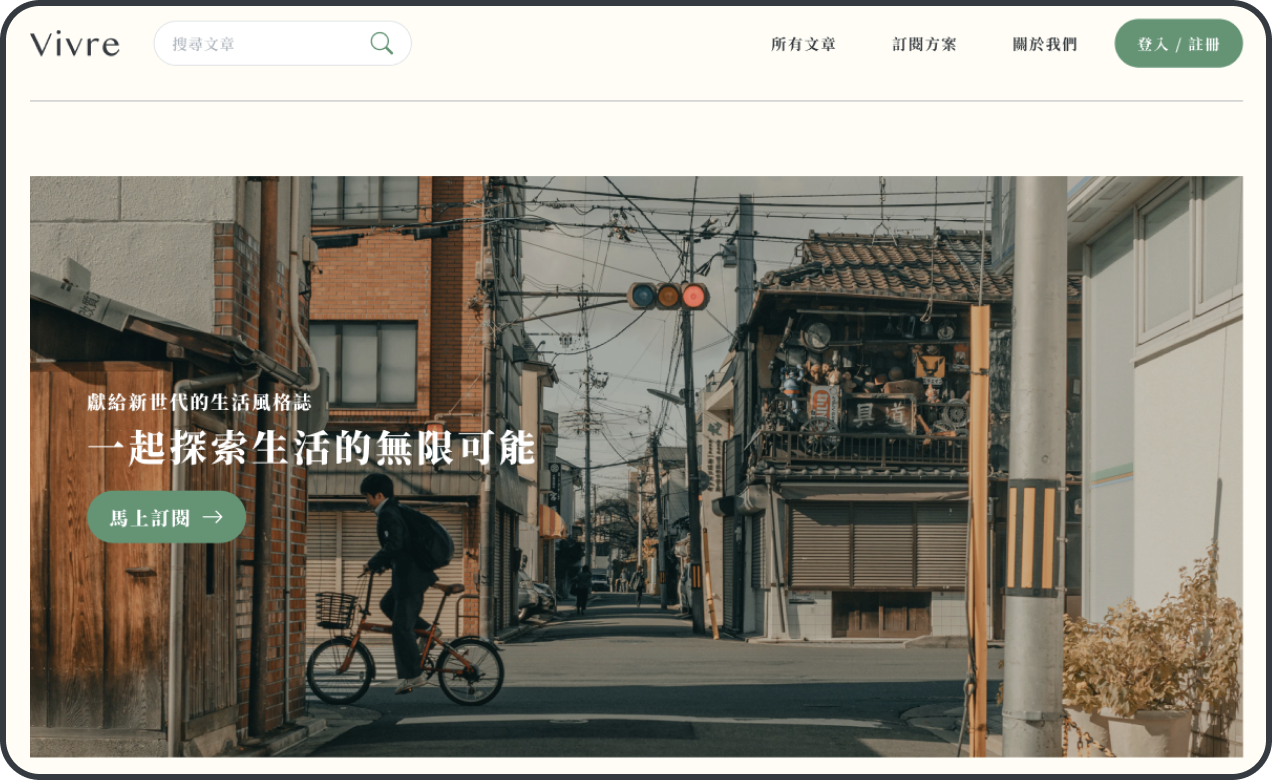 Vivre
搜尋文章
所有文章
訂閱方案
關於我們
登入 / 註冊
獻給新世代的生活風格誌
一起探索生活的無限可能
馬上訂閱
具道